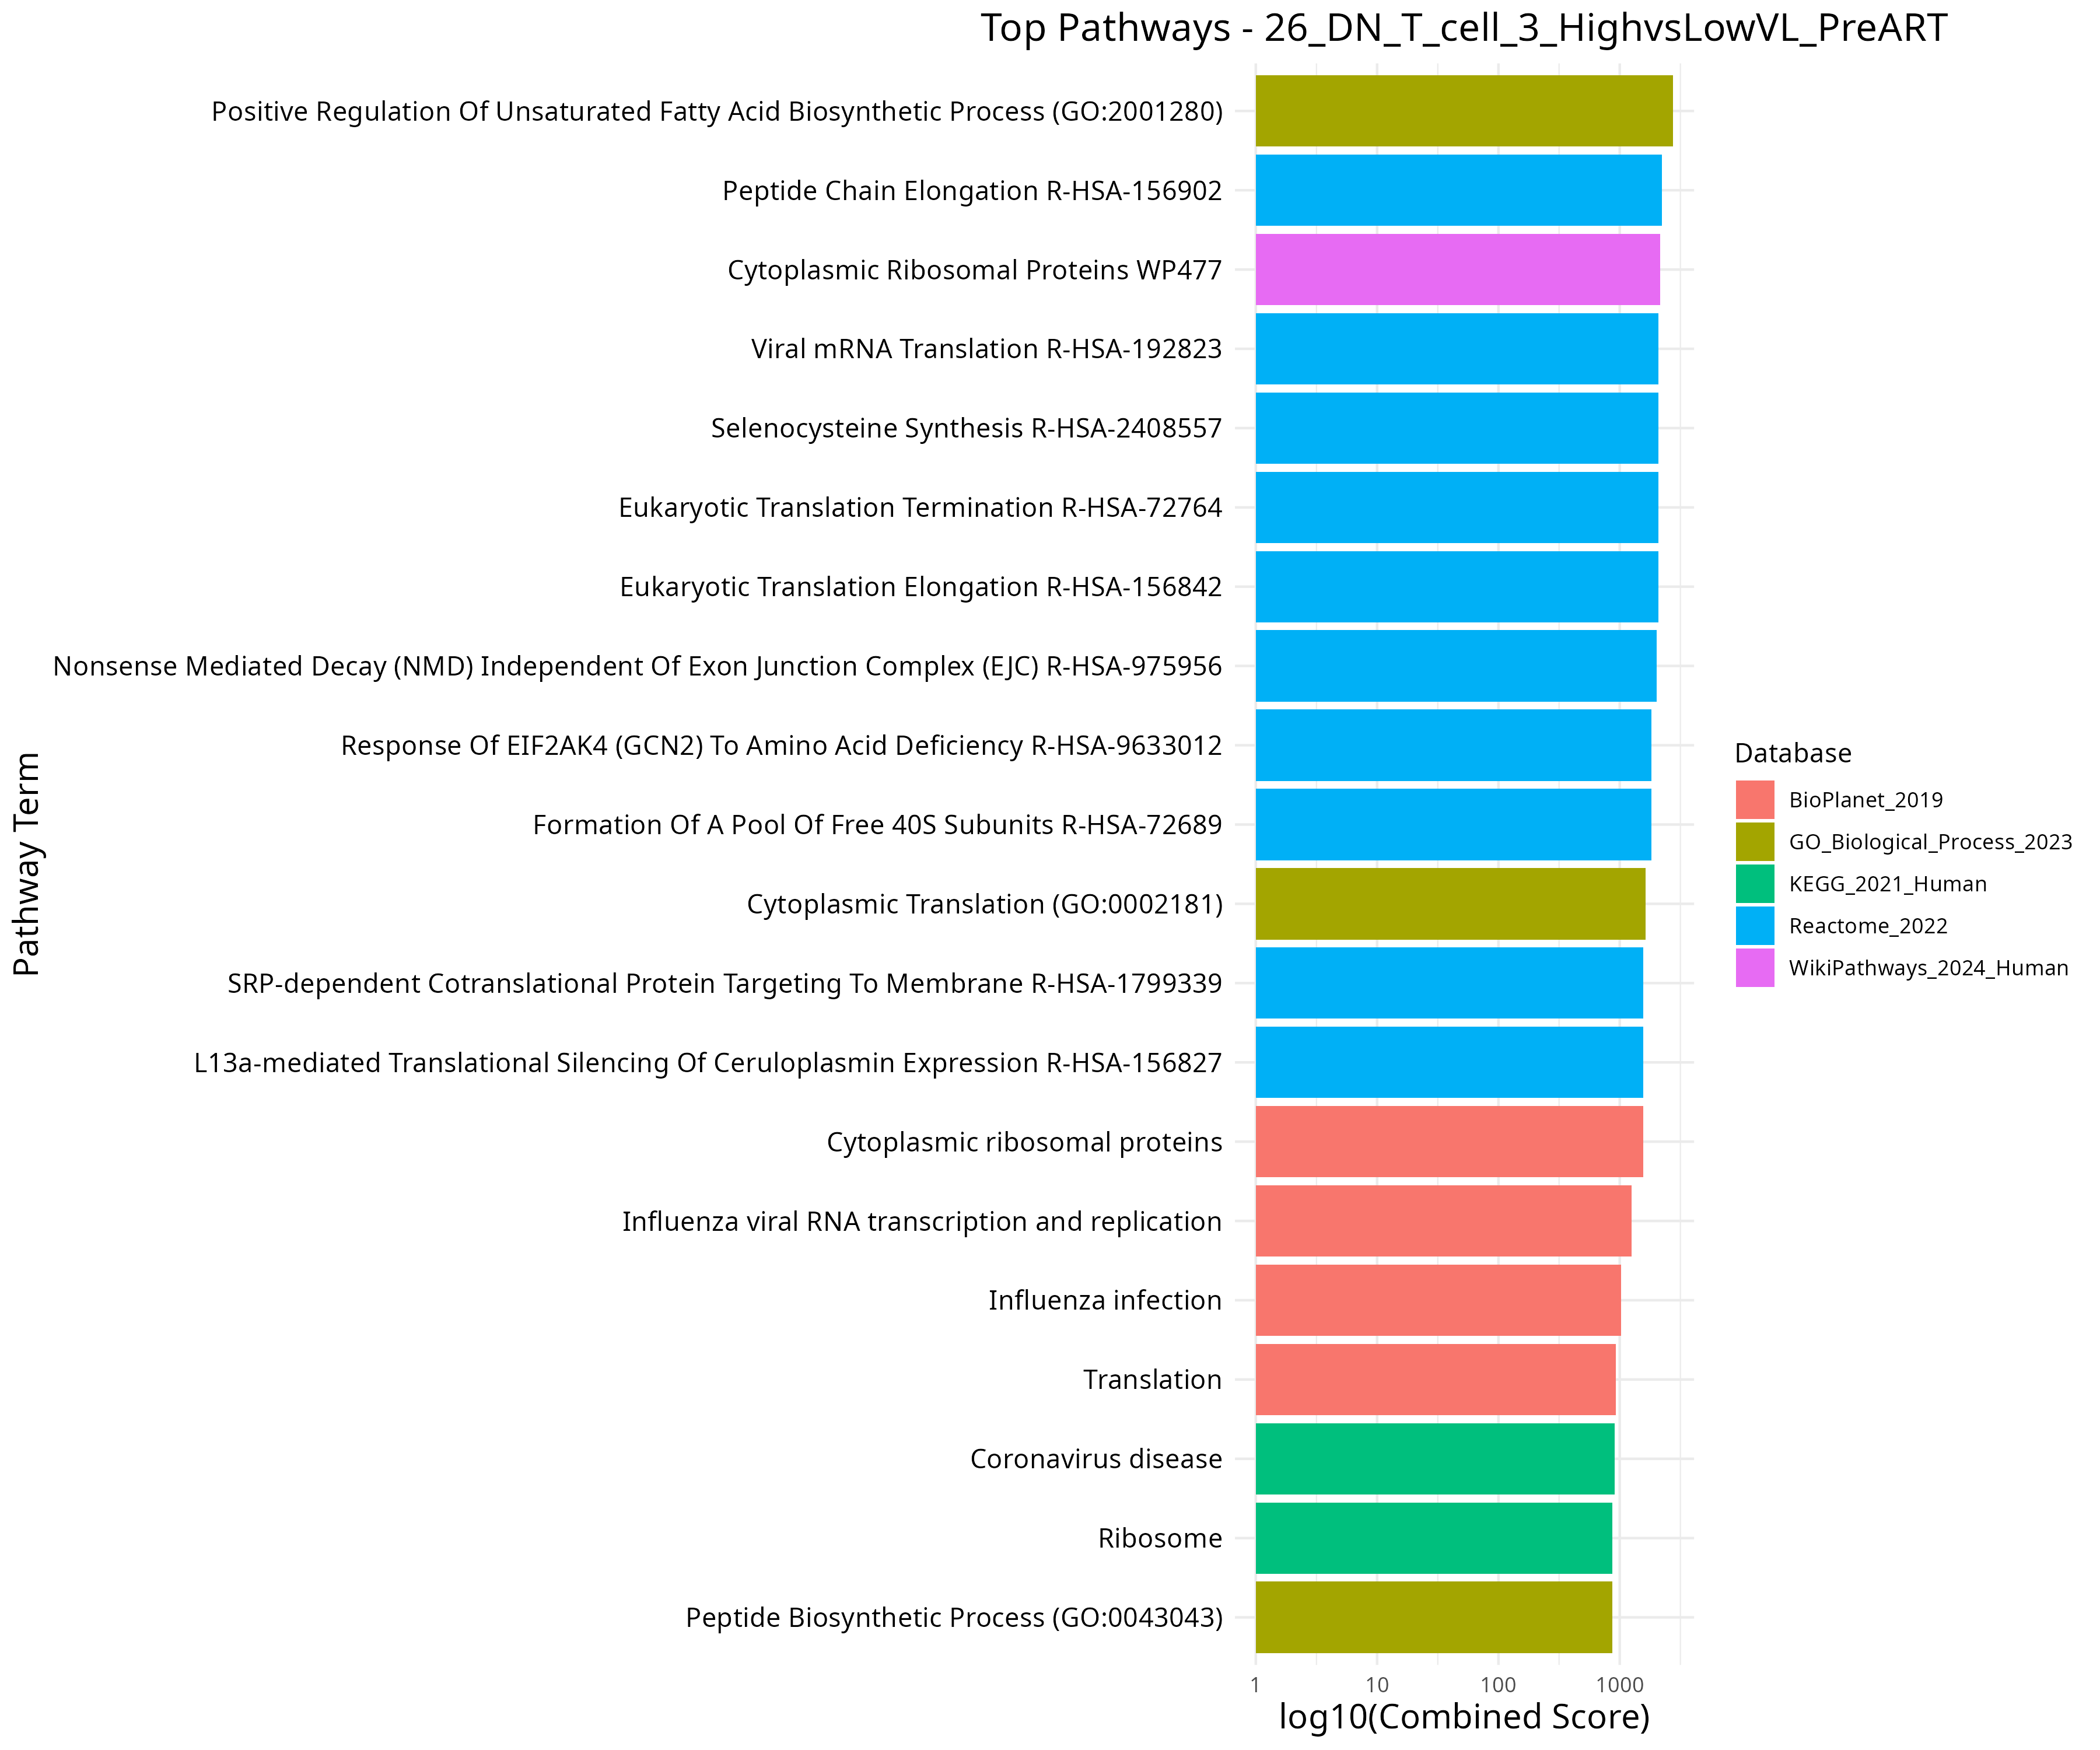 Top Pathways - 26_DN_T_cell_3_HighvsLowVL_PreART
Pathway Term
Positive Regulation Of Unsaturated Fatty Acid Biosynthetic Process (GO:2001280)
Peptide Chain Elongation R-HSA-156902
Cytoplasmic Ribosomal Proteins WP477
Viral mRNA Translation R-HSA-192823
Selenocysteine Synthesis R-HSA-2408557
Eukaryotic Translation Termination R-HSA-72764
Eukaryotic Translation Elongation R-HSA-156842
Nonsense Mediated Decay (NMD) Independent Of Exon Junction Complex (EJC) R-HSA-975956
Response Of EIF2AK4 (GCN2) To Amino Acid Deficiency R-HSA-9633012
Formation Of A Pool Of Free 40S Subunits R-HSA-72689
Cytoplasmic Translation (GO:0002181)
SRP-dependent Cotranslational Protein Targeting To Membrane R-HSA-1799339
L13a-mediated Translational Silencing Of Ceruloplasmin Expression R-HSA-156827
Cytoplasmic ribosomal proteins
Influenza viral RNA transcription and replication
Influenza infection
Translation
Coronavirus disease
Ribosome
Peptide Biosynthetic Process (GO:0043043)
1 10 100 1000
log10(Combined Score)
Database
BioPlanet_2019
GO_Biological_Process_2023
KEGG_2021_Human
Reactome_2022
WikiPathways_2024_Human